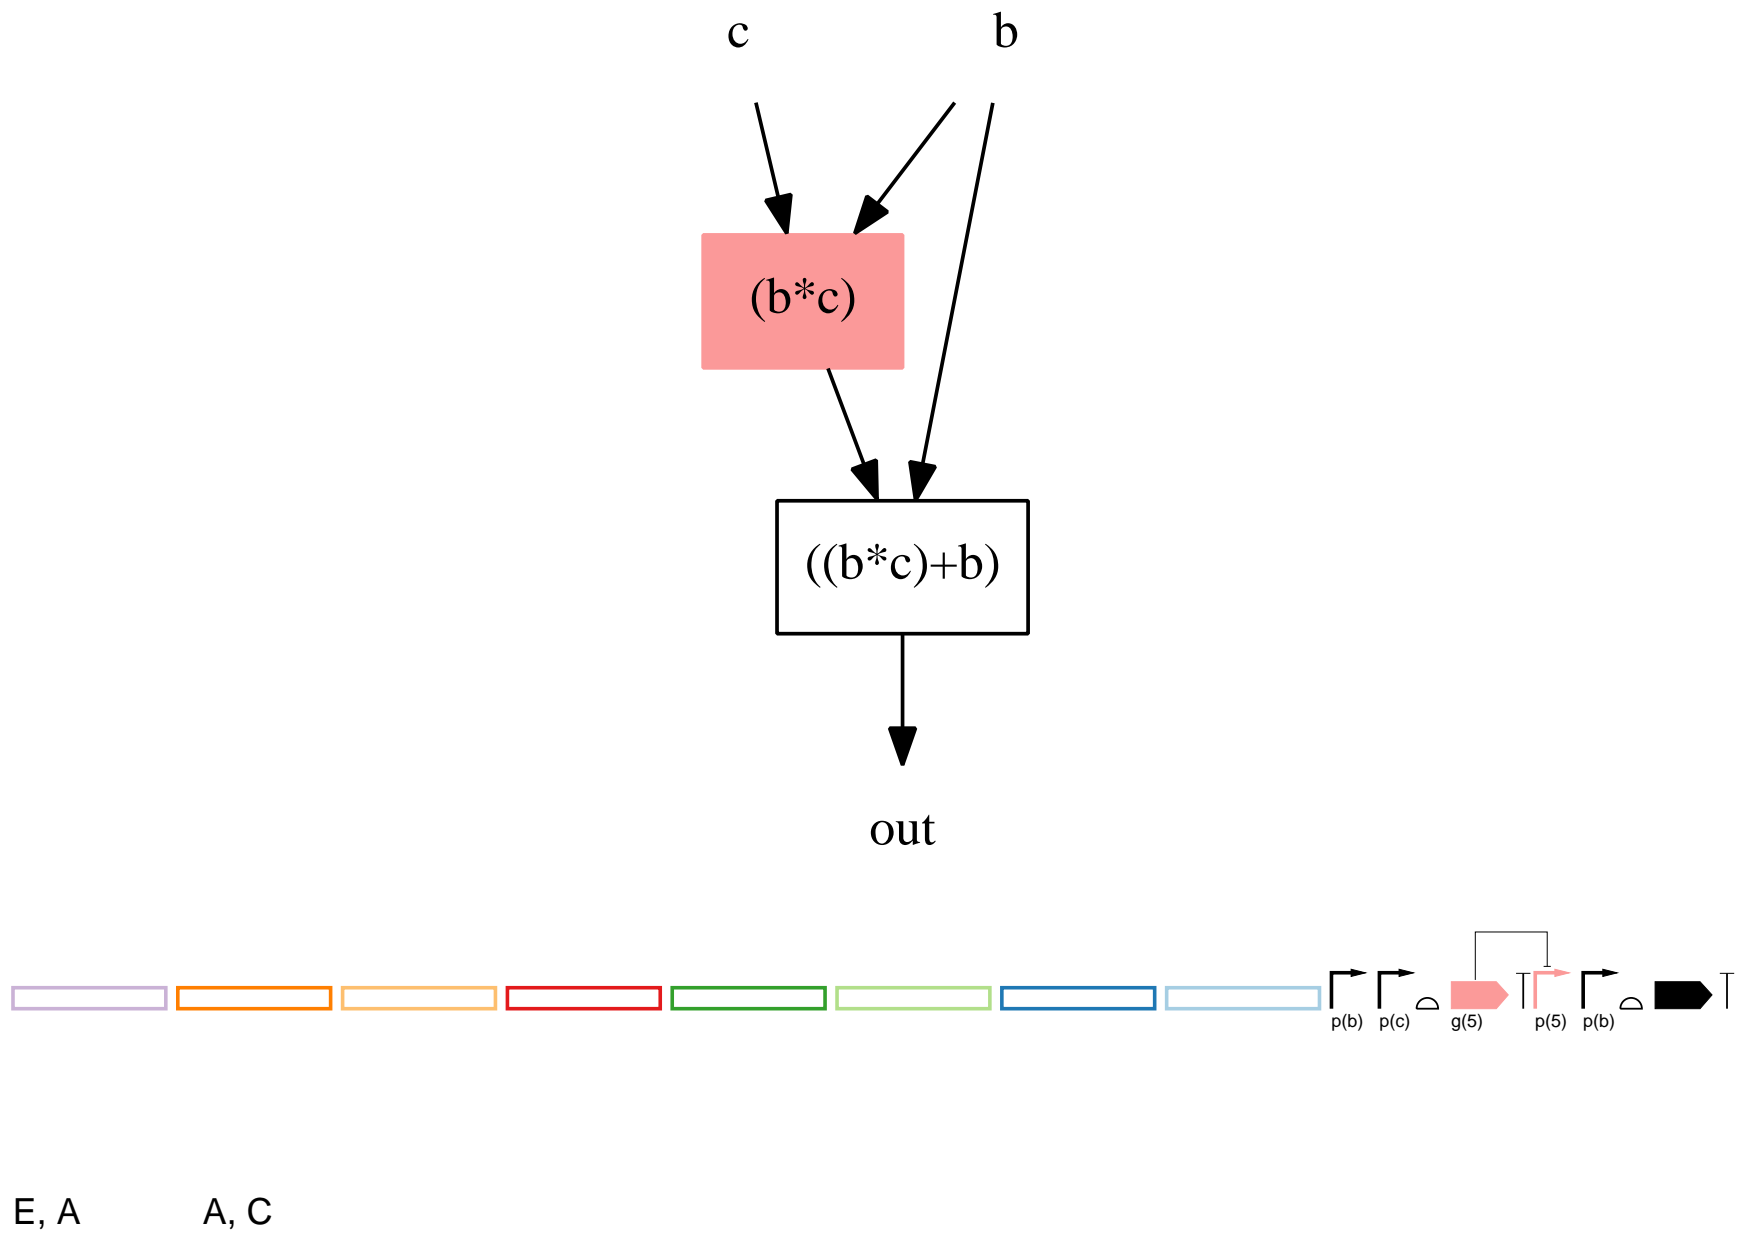 c b
(b*c)
((b*c)+b)
out
p(b) p(c) g(5) p(5) p(b)
E, A A, C